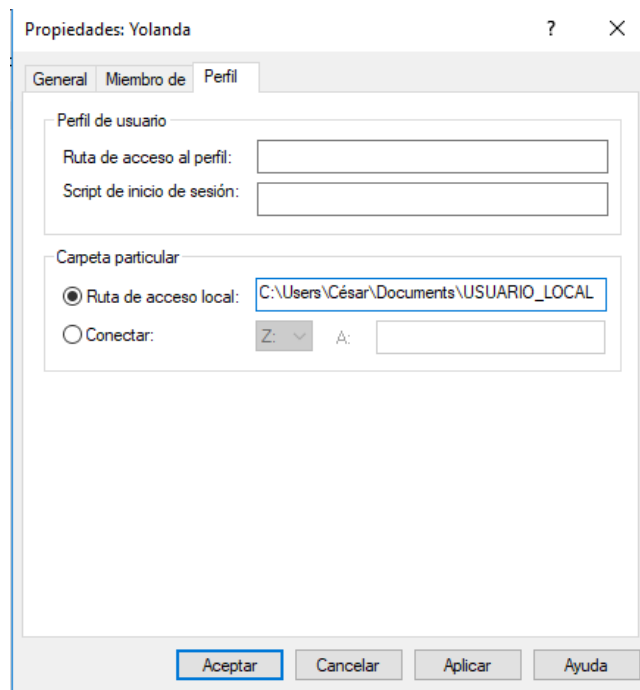 Propiedades: Yolanda ? X
General Miembro de Perfil
Perfil de usuario
Ruta de acceso al perfil:
Script de inicio de sesión:
Carpeta particular
Ruta de acceso local: C:\Users\César\Documents\USUARIO_LOCAL
Conectar: Z: A:
Aceptar Cancelar Aplicar Ayuda